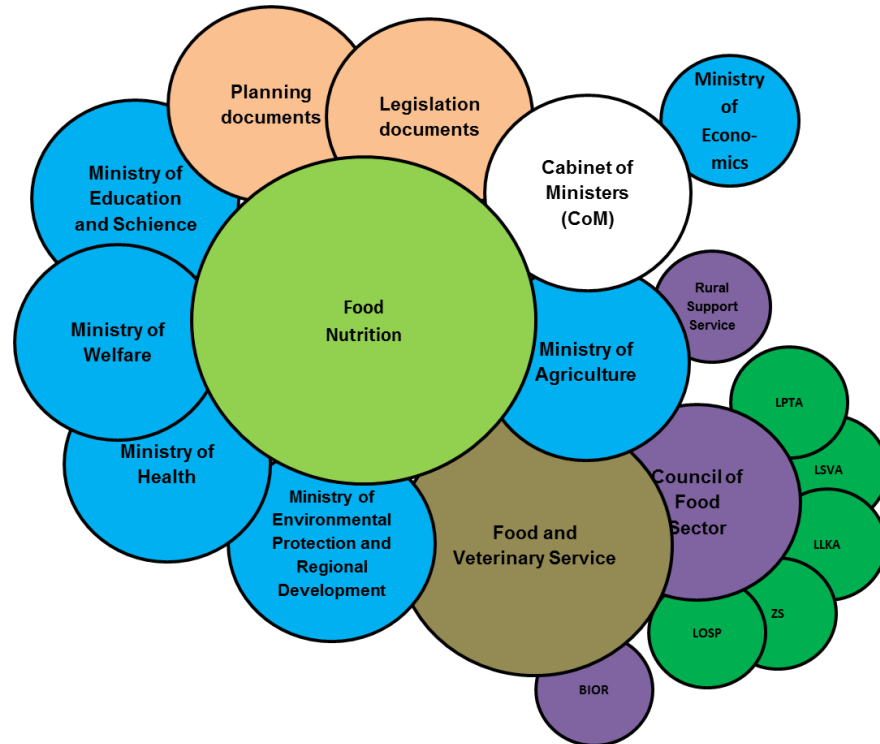 Planning
documents
Legislation
documents
Ministry
of
Econo-
mics
Cabinet of
Ministers
(CoM)
Ministry of
Education
and Schience
Rural
Support
Service
Food
Nutrition
Ministry of
Welfare
Ministry of
Agriculture
LPTA
Ministry of
Health
LSVA
Council of
Food
Sector
Ministry of
Environmental
Protection and
Regional
Development
Food and
Veterinary Service
LLKA
ZS
LOSP
BIOR